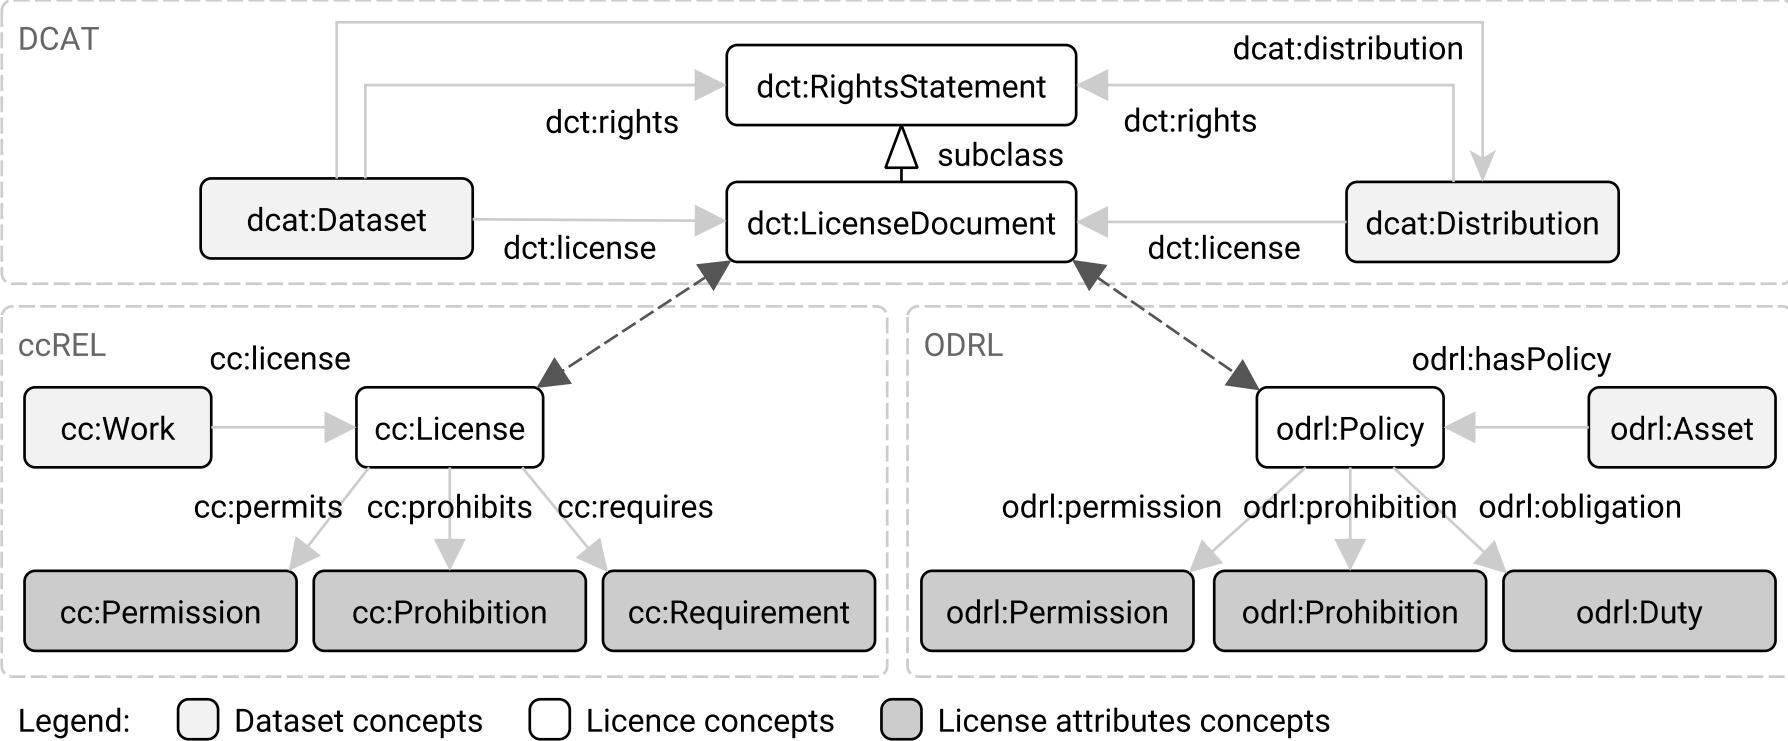 DCAT
dcat:distribution
dct:RightsStatement
dct:rights
dct:rights
subclass
dcat:Dataset
dct:LicenseDocument
dcat:Distribution
dct:license
dct:license
ccREL
cc:license
cc:Work
cc:License
cc:permits
cc:prohibits
cc:requires
cc:Permission
cc:Prohibition
cc:Requirement
ODRL
odrl:hasPolicy
odrl:Policy
odrl:Asset
odrl:permission
odrl:prohibition
odrl:obligation
odrl:Permission
odrl:Prohibition
odrl:Duty
Legend:
Dataset concepts
Licence concepts
License attributes concepts